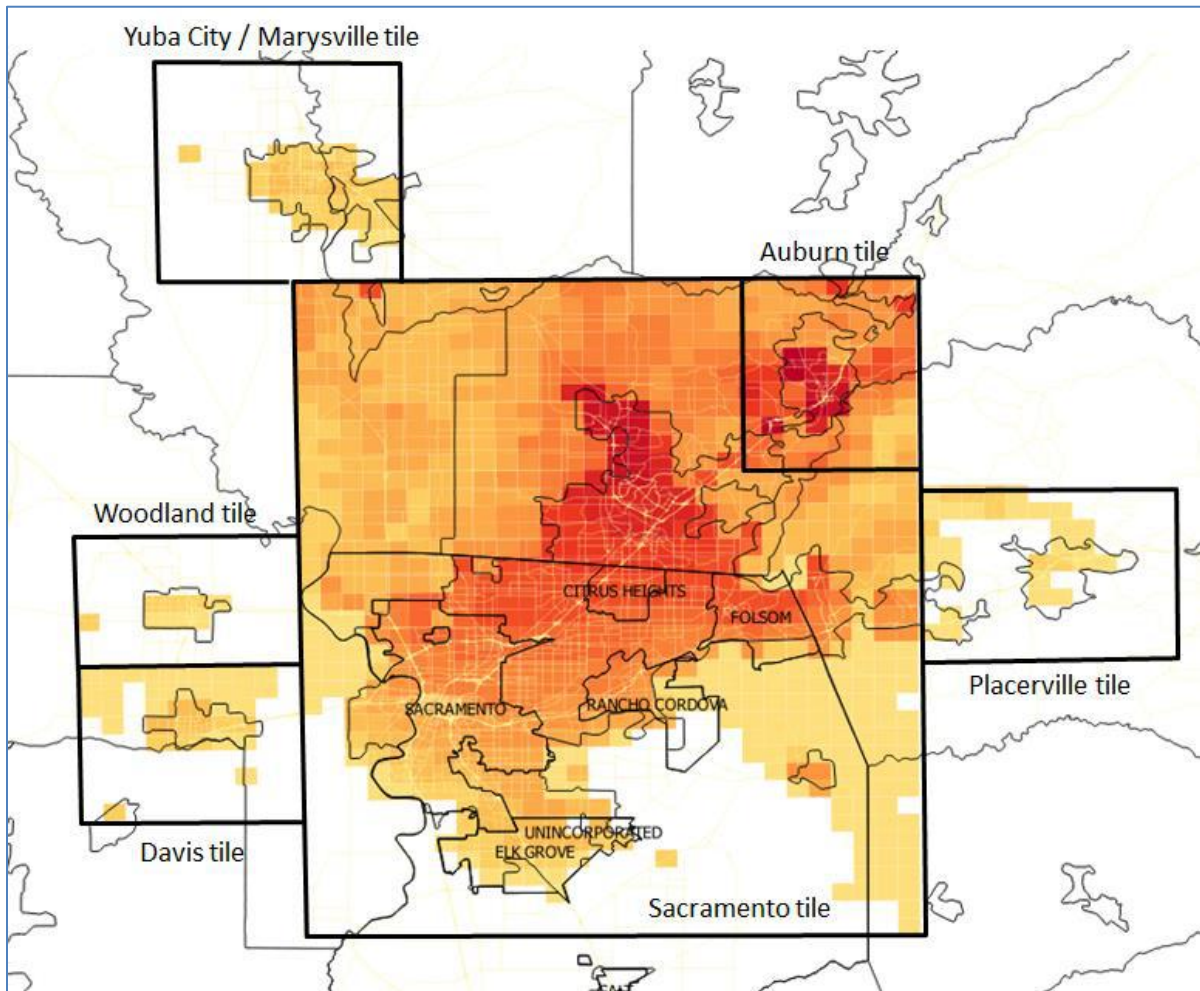 Yuba City / Marysville tile
Auburn tile
Woodland tile
CITRUS HEIGHTS
FOLSOM
Placerville tile
SACRAMENTO
RANCHO CORDOVA
UNINCORPORATED
ELK GROVE
Davis tile
Sacramento tile